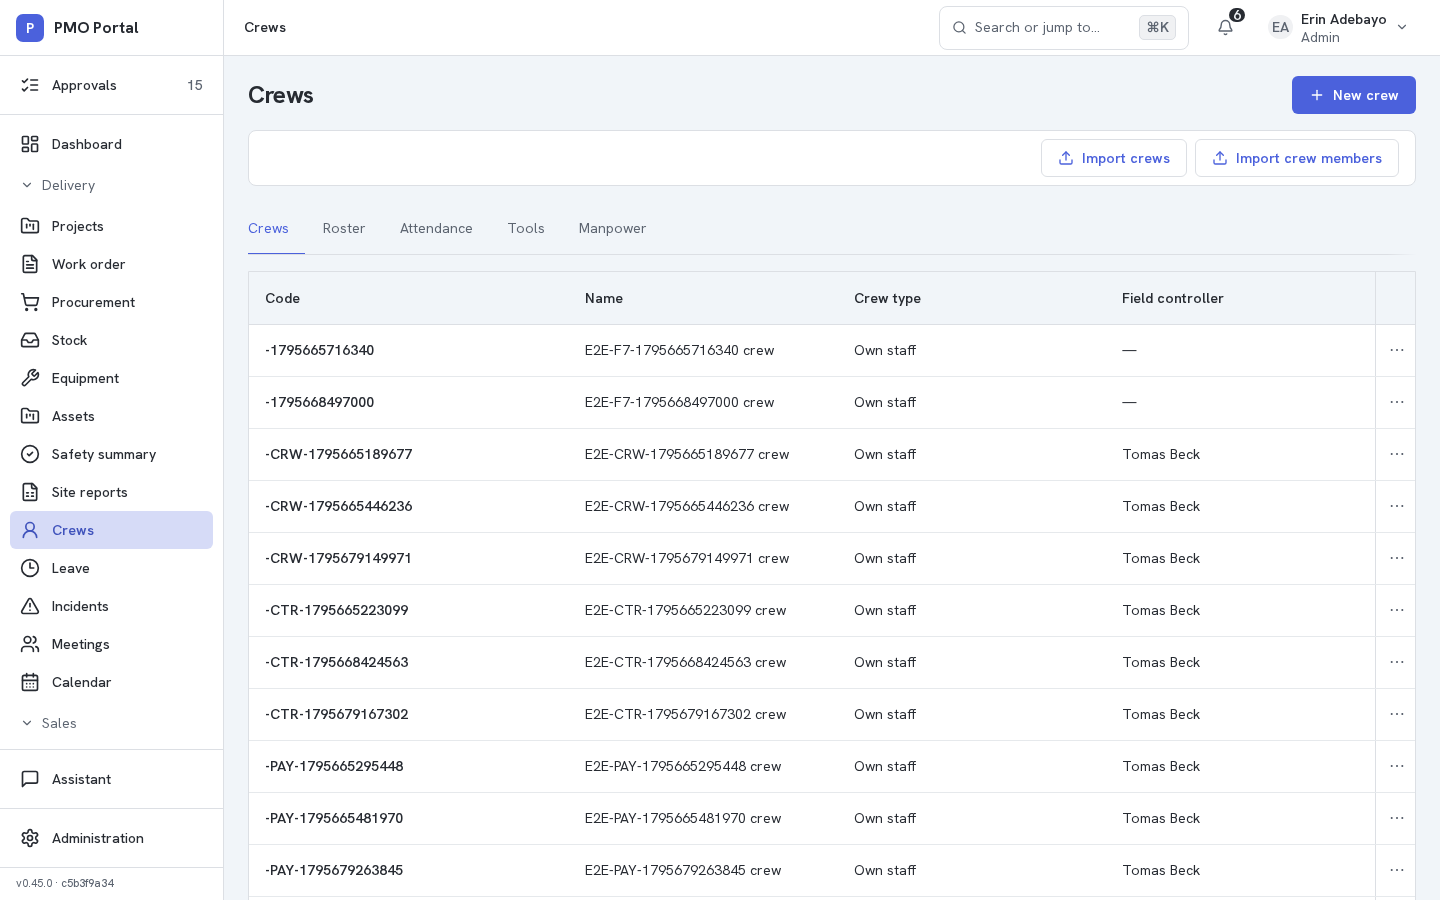 P PMO Portal
Crews
Search or jump to...
⌘K
6
EA
Erin Adebayo
Admin
Approvals 15
Dashboard
Delivery
Projects
Work order
Procurement
Stock
Equipment
Assets
Safety summary
Site reports
Crews
Leave
Incidents
Meetings
Calendar
Sales
Assistant
Administration
v0.45.0 · c5b3f9a34
Crews
New crew
Import crews
Import crew members
Crews Roster Attendance Tools Manpower
Code Name Crew type Field controller
-1795665716340 E2E-F7-1795665716340 crew Own staff —
-1795668497000 E2E-F7-1795668497000 crew Own staff —
-CRW-1795665189677 E2E-CRW-1795665189677 crew Own staff Tomas Beck
-CRW-1795665446236 E2E-CRW-1795665446236 crew Own staff Tomas Beck
-CRW-1795679149971 E2E-CRW-1795679149971 crew Own staff Tomas Beck
-CTR-1795665223099 E2E-CTR-1795665223099 crew Own staff Tomas Beck
-CTR-1795668424563 E2E-CTR-1795668424563 crew Own staff Tomas Beck
-CTR-1795679167302 E2E-CTR-1795679167302 crew Own staff Tomas Beck
-PAY-1795665295448 E2E-PAY-1795665295448 crew Own staff Tomas Beck
-PAY-1795665481970 E2E-PAY-1795665481970 crew Own staff Tomas Beck
-PAY-1795679263845 E2E-PAY-1795679263845 crew Own staff Tomas Beck